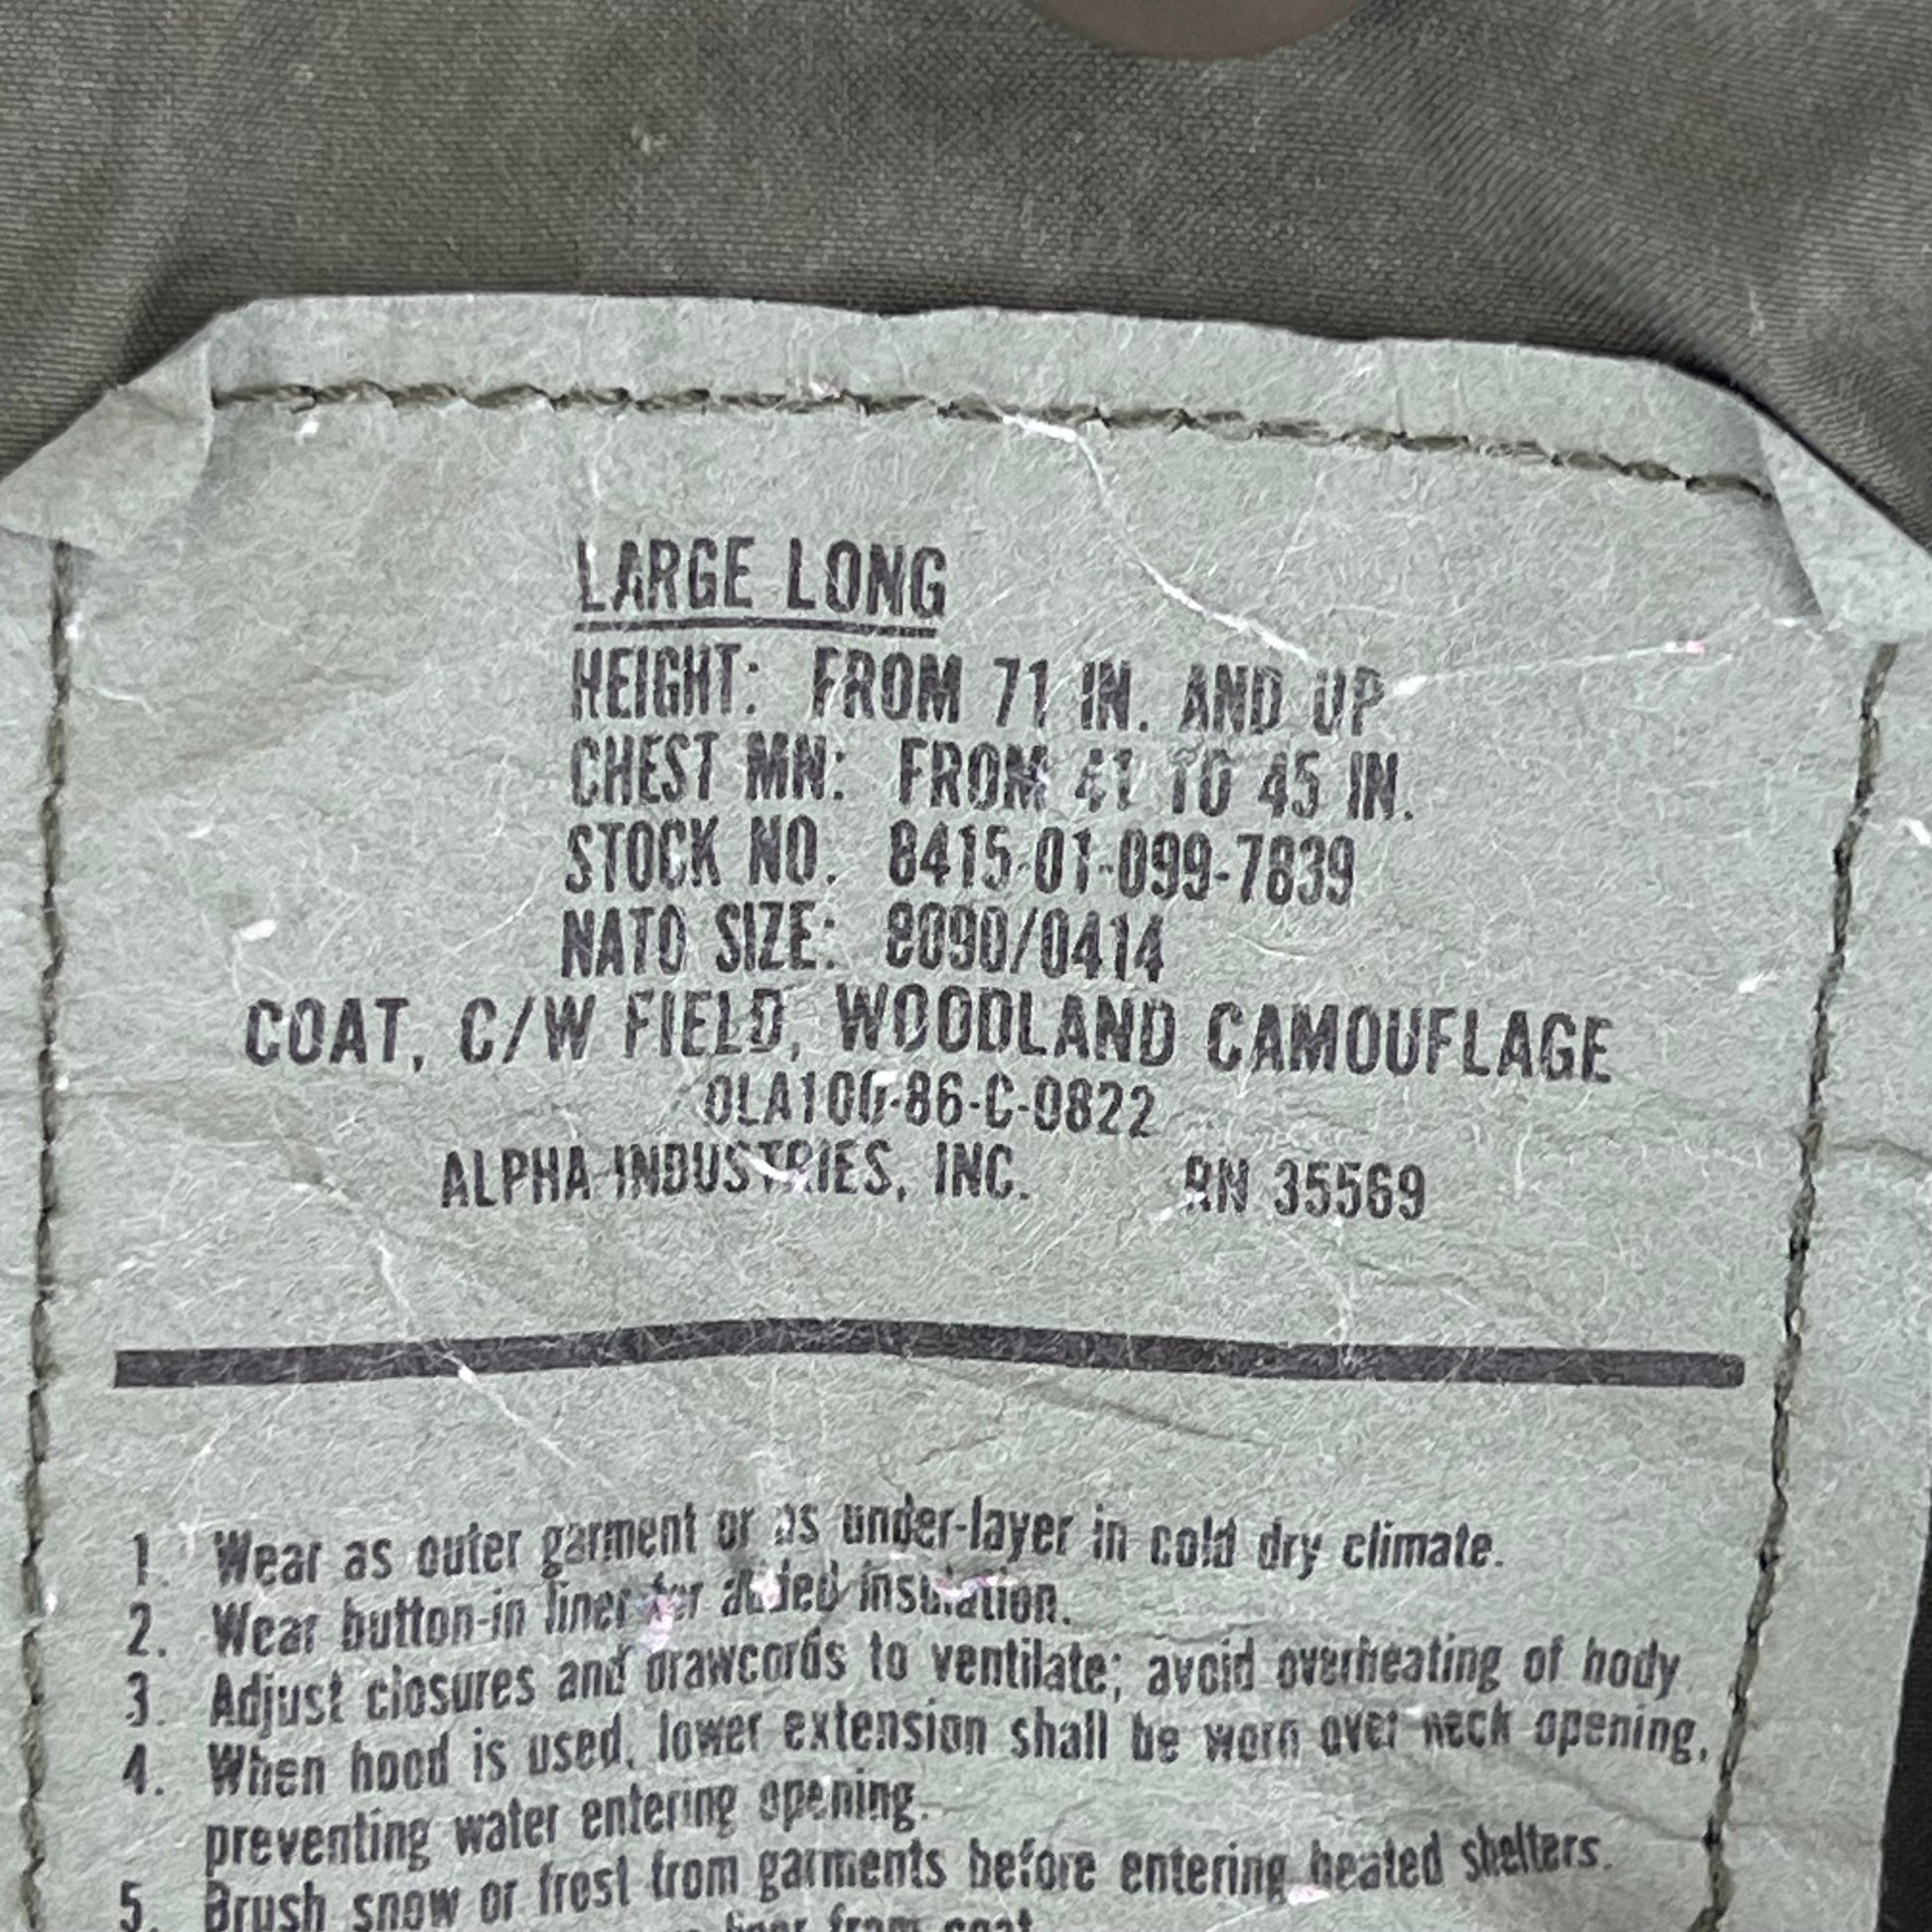 LARGE LONG
HEIGHT: FROM 71 IN. AND UP
CHEST MN: FROM 41 TO 45 IN.
STOCK NO. 8415-01-099-7839
NATO SIZE: 8090/0414
COAT, C/W FIELD, WOODLAND CAMOUFLAGE
DLA100-86-C-0822
ALPHA INDUSTRIES, INC. RN 35569
1. Wear as outer garment or as under-layer in cold dry climate.
2. Wear button-in liner for added insulation.
3. Adjust closures and drawcords to ventilate; avoid overheating of body
4. When hood is used, lower extension shall be worn over neck opening,
preventing water entering opening.
5. Brush snow or frost from garments before entering heated shelters.
liner from coat